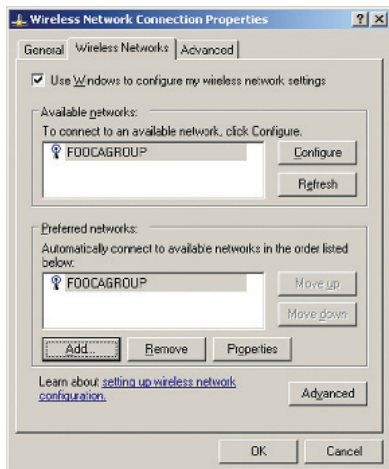 Wireless Network Connection Properties
General Wireless Networks Advanced
Use Windows to configure my wireless network settings
Available networks:
To connect to an available network, click Configure.
FOOCAGROUP
Configure
Refresh
Preferred networks:
Automatically connect to available networks in the order listed
below:
FOOCAGROUP
Move up
Move down
Add... Remove Properties
Learn about setting up wireless network
configuration.
Advanced
OK Cancel